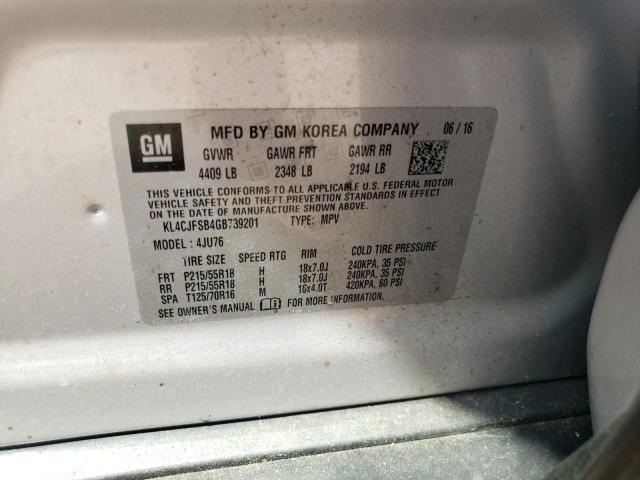 GM MFD BY GM KOREA COMPANY 06 / 16
GVWR GAWR FRT GAWR RR
4409 LB 2348 LB 2194 LB
THIS VEHICLE CONFORMS TO ALL APPLICABLE U.S. FEDERAL MOTOR
VEHICLE SAFETY AND THEFT PREVENTION STANDARDS IN EFFECT
ON THE DATE OF MANUFACTURE SHOWN ABOVE.
KL4CJFSB4GB739201 TYPE: MPV
MODEL : 4JU76
TIRE SIZE SPEED RTG RIM COLD TIRE PRESSURE
FRT P215/55R18 H 18x7.0J 240KPA, 35 PSI
RR P215/55R18 H 18x7.0J 240KPA, 35 PSI
SPA T125/70R16 M 16x4.0T 420KPA, 60 PSI
SEE OWNER'S MANUAL FOR MORE INFORMATION.